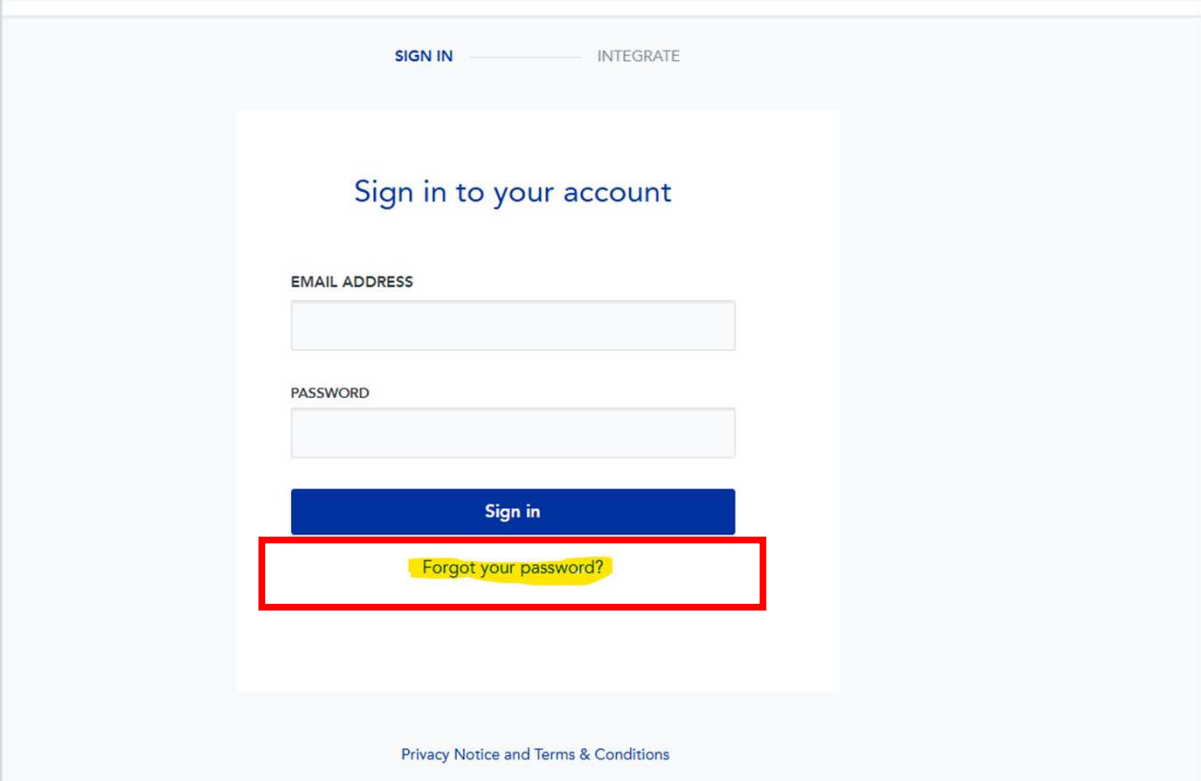 SIGN IN INTEGRATE
Sign in to your account
EMAIL ADDRESS
PASSWORD
Sign in
Forgot your password?
Privacy Notice and Terms & Conditions